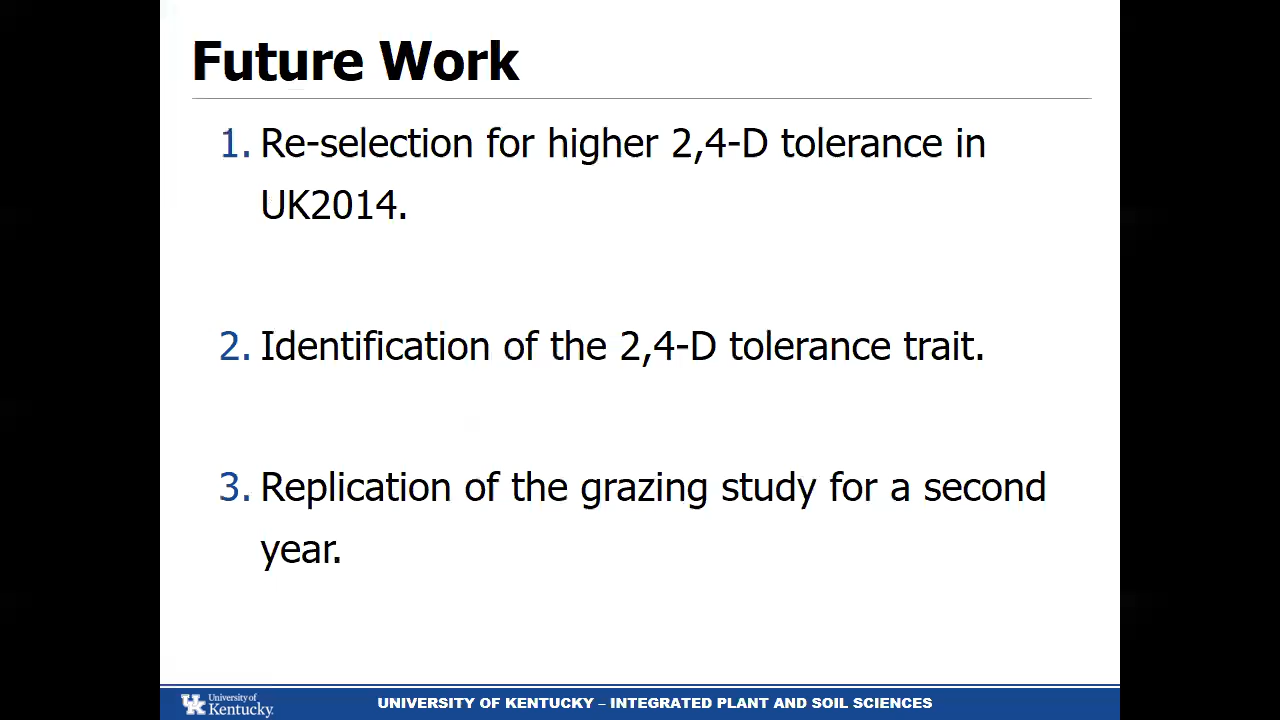 Future Work
1. Re-selection for higher 2,4-D tolerance in
UK2014.
2. Identification of the 2,4-D tolerance trait.
3. Replication of the grazing study for a second
year.
University of
Kentucky.
UNIVERSITY OF KENTUCKY – INTEGRATED PLANT AND SOIL SCIENCES